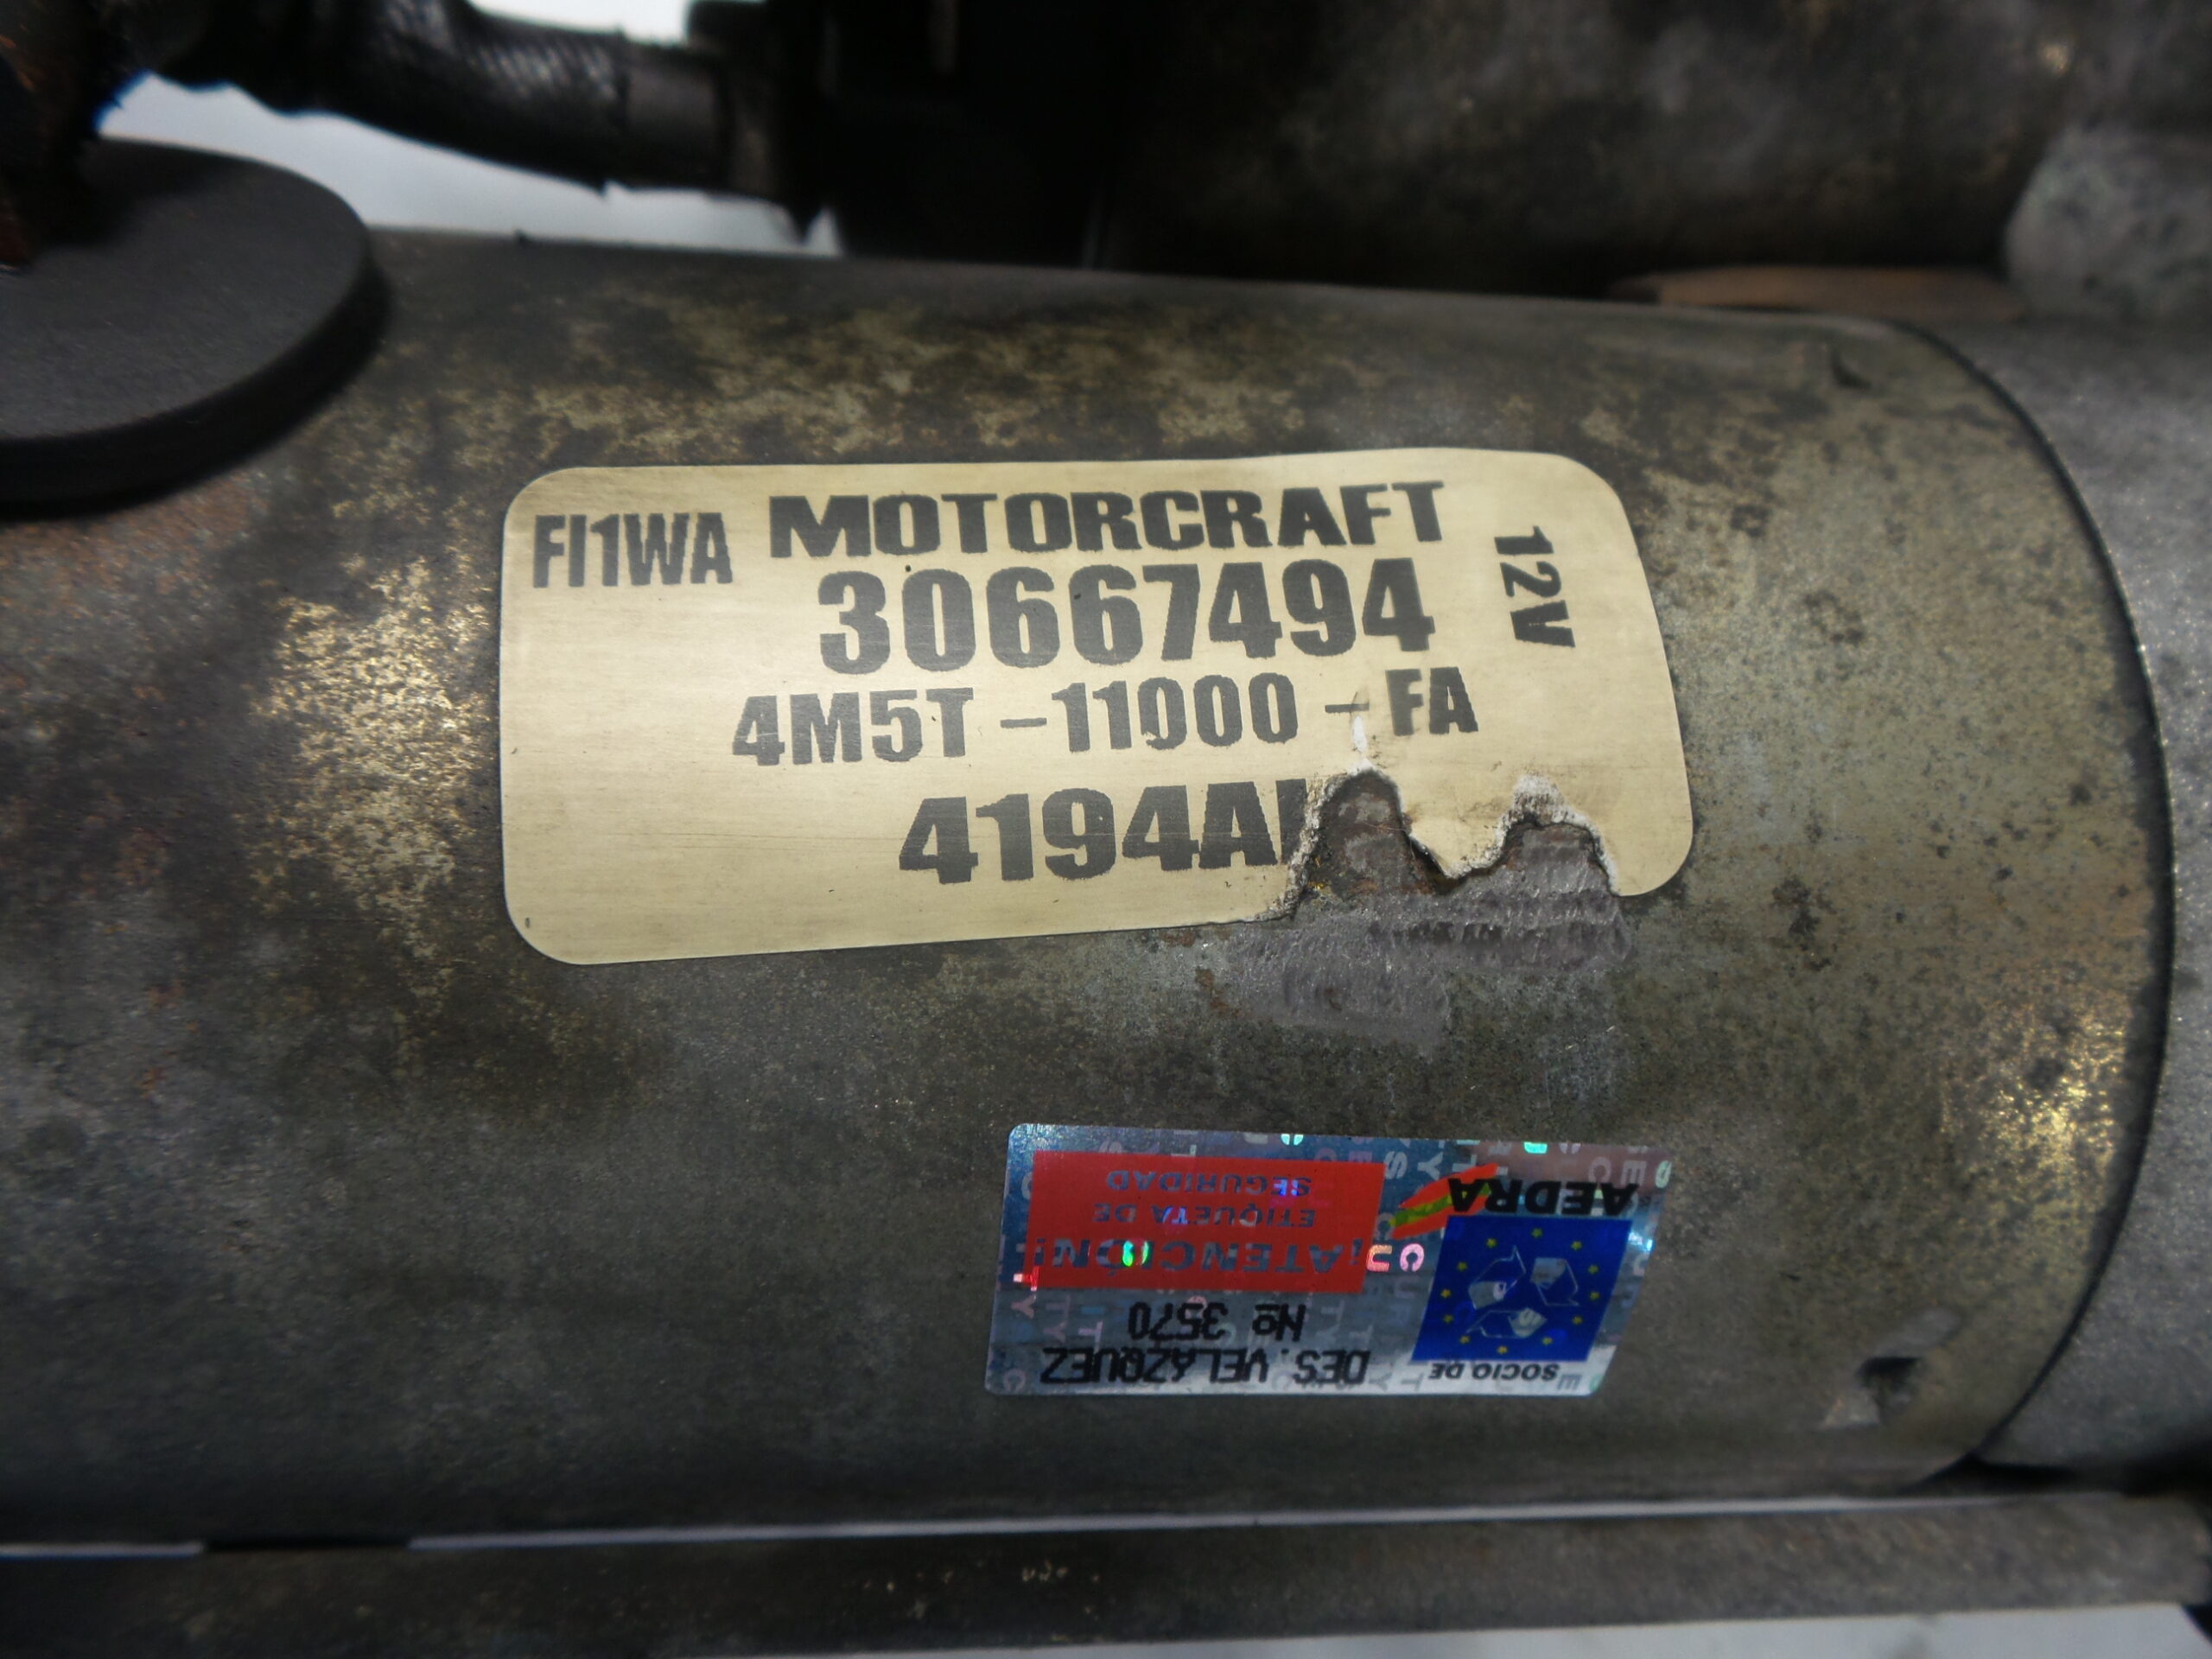 FI1WA MOTORCRAFT 12V
30667494
4M5T-11000-FA
4194A
SOCIO DE
AEDRA
DES. VELÁZQUEZ
Nº 3570
¡ATENCIÓN!
ETIQUETA DE
SEGURIDAD